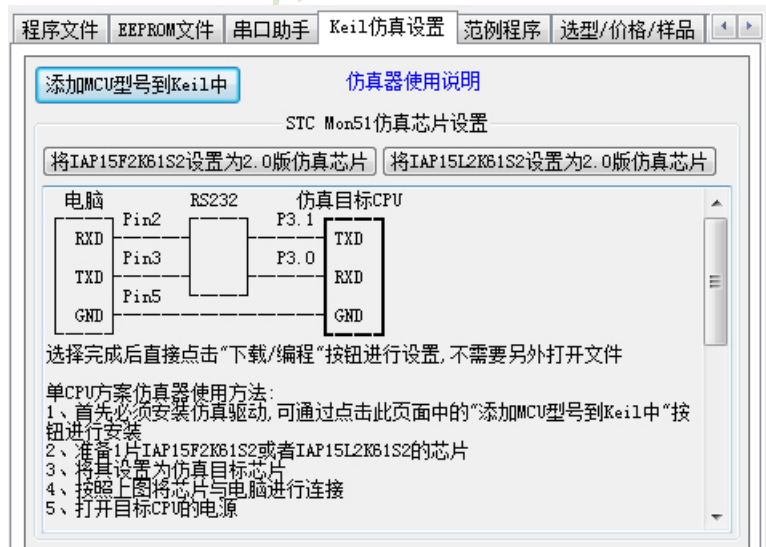 程序文件 EEPROM文件 串口助手 Keil仿真设置 范例程序 选型/价格/样品
添加MCU型号到Keil中 仿真器使用说明
STC Mon51仿真芯片设置
将IAP15F2K61S2设置为2.0版仿真芯片 将IAP15L2K61S2设置为2.0版仿真芯片
电脑 RS232 仿真目标CPU
Pin2 P3.1
RXD TXD
Pin3 P3.0
TXD RXD
Pin5
GND GND
选择完成后直接点击“下载/编程“按钮进行设置,不需要另外打开文件
单CPU方案仿真器使用方法:
1、首先必须安装仿真驱动,可通过点击此页面中的“添加MCU型号到Keil中“按
钮进行安装
2、准备1片IAP15F2K61S2或者IAP15L2K61S2的芯片
3、将其设置为仿真目标芯片
4、按照上图将芯片与电脑进行连接
5、打开目标CPU的电源